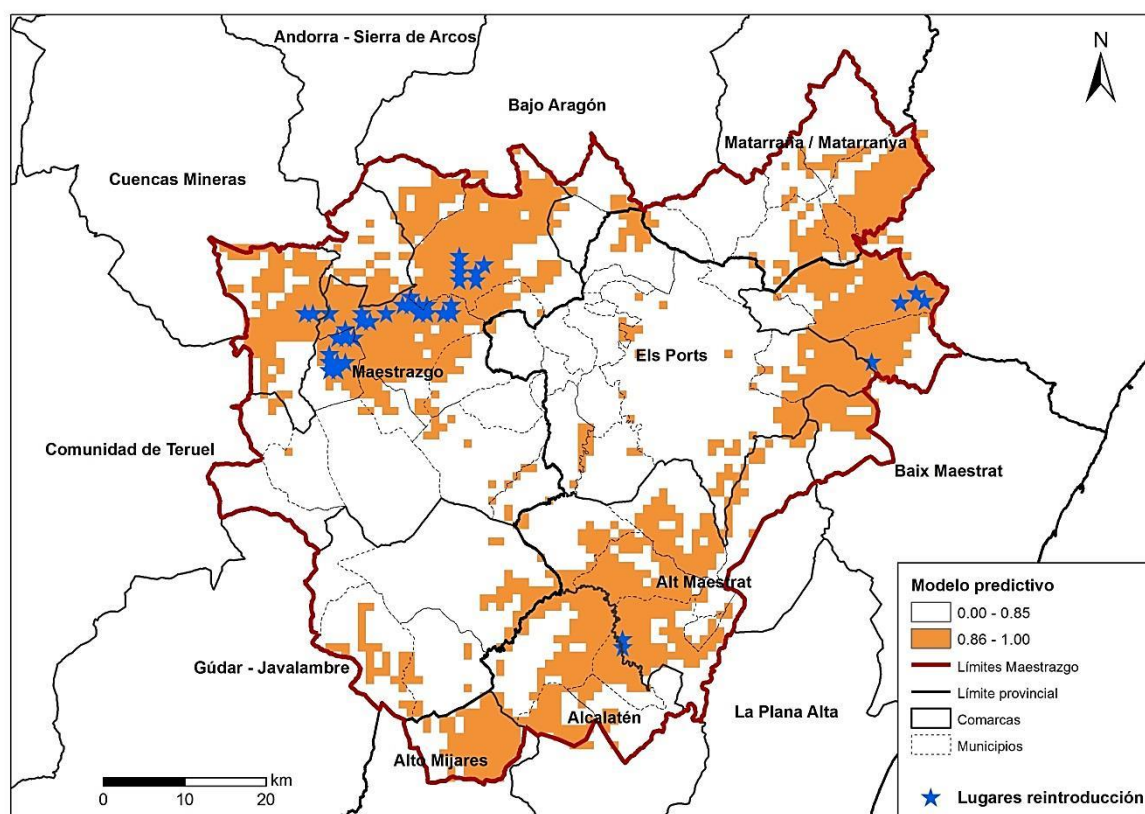 Andorra - Sierra de Arcos
N
Bajo Aragón
Matarraña / Matarranya
Cuencas Mineras
Els Ports
Maestrazgo
Comunidad de Teruel
Baix Maestrat
Alt Maestrat
Gúdar - Javalambre
La Plana Alta
Alcalatén
Alto Mijares
km
0 10 20
Modelo predictivo
0.00 - 0.85
0.86 - 1.00
Límites Maestrazgo
Límite provincial
Comarcas
Municipios
Lugares reintroducción